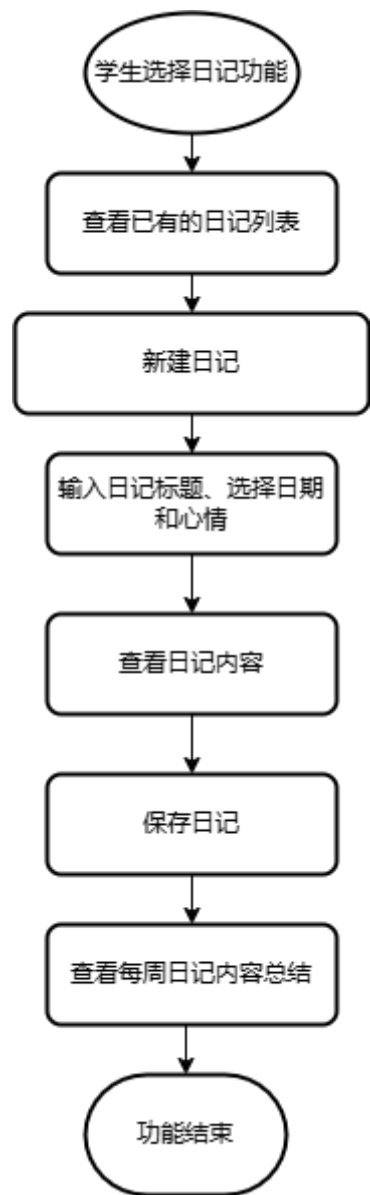 学生选择日记功能
查看已有的日记列表
新建日记
输入日记标题、选择日期
和心情
查看日记内容
保存日记
查看每周日记内容总结
功能结束